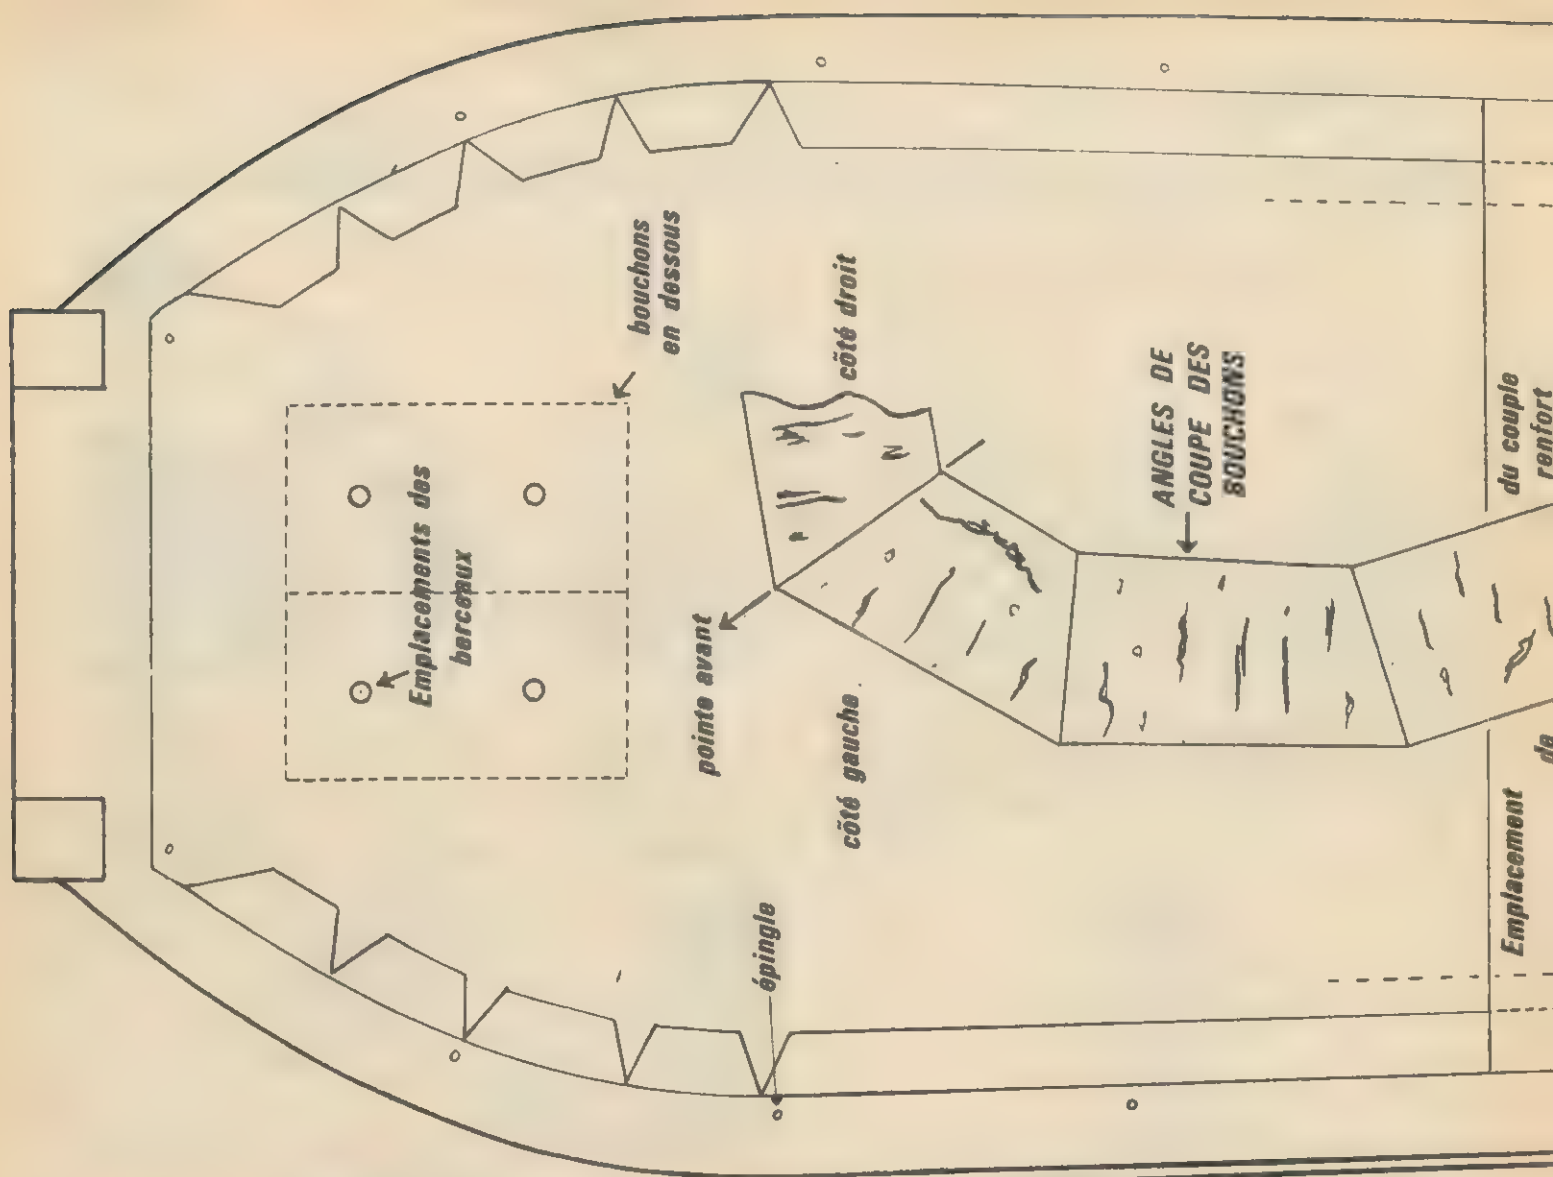 bouchons
en dessous
Emplacements des
berceaux
pointe avant
côté droit
côté gauche
épingle
ANGLES DE
COUPE DES
BOUCHONS
Emplacement du couple
de renfort